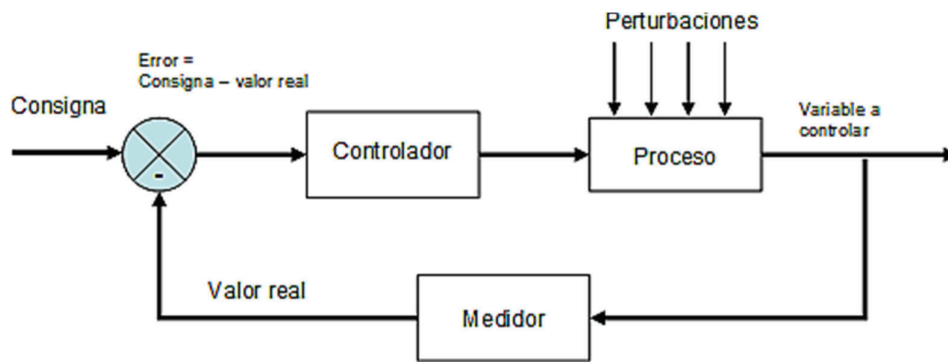 Perturbaciones
Error =
Consigna – valor real
Consigna
Variable a
controlar
Controlador
Proceso
-
Valor real
Medidor